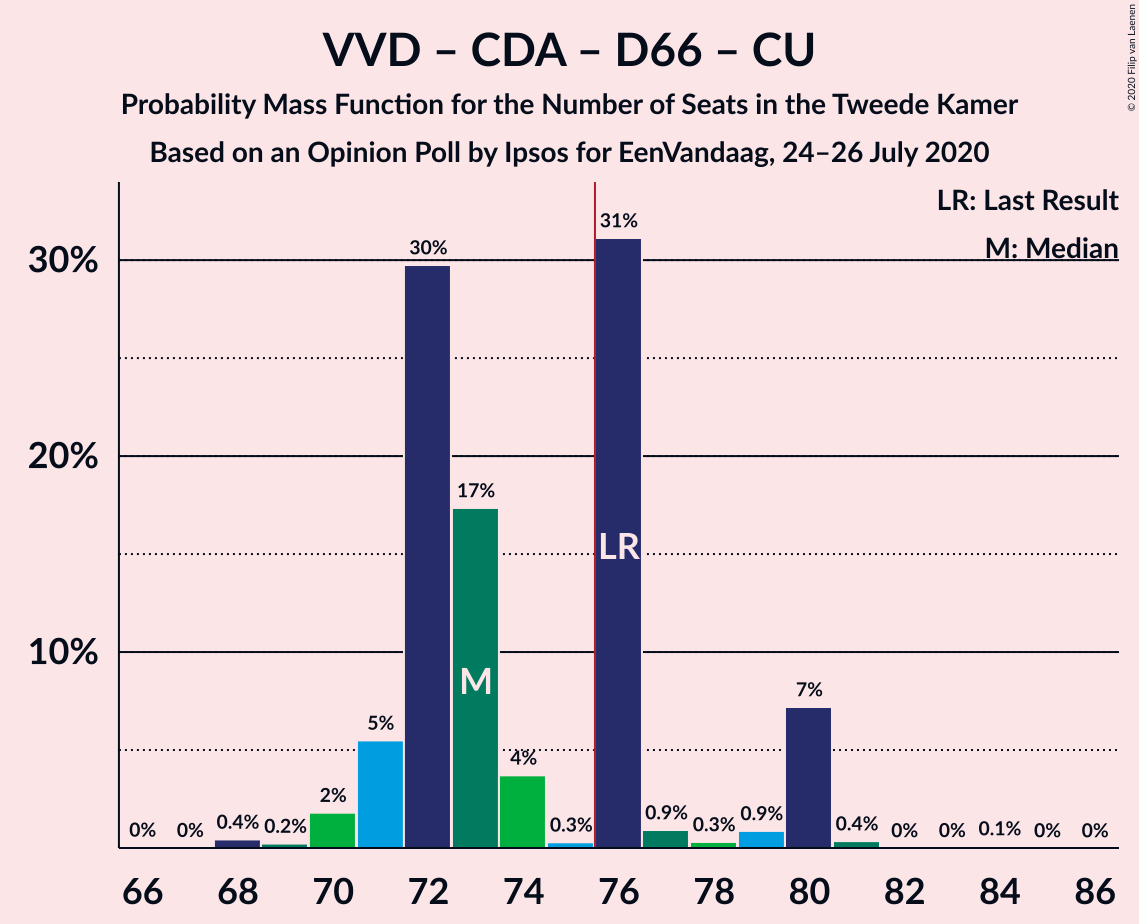 VVD – CDA – D66 – CU
Probability Mass Function for the Number of Seats in the Tweede Kamer
Based on an Opinion Poll by Ipsos for EenVandaag, 24–26 July 2020
© 2020 Filip van Laenen
LR: Last Result
M: Median
30%
20%
10%
0%
0%
0.4%
0.2%
2%
5%
30%
17%
4%
0.3%
31%
0.9%
0.3%
0.9%
7%
0.4%
0%
0%
0.1%
0%
0%
LR
M
66 68 70 72 74 76 78 80 82 84 86